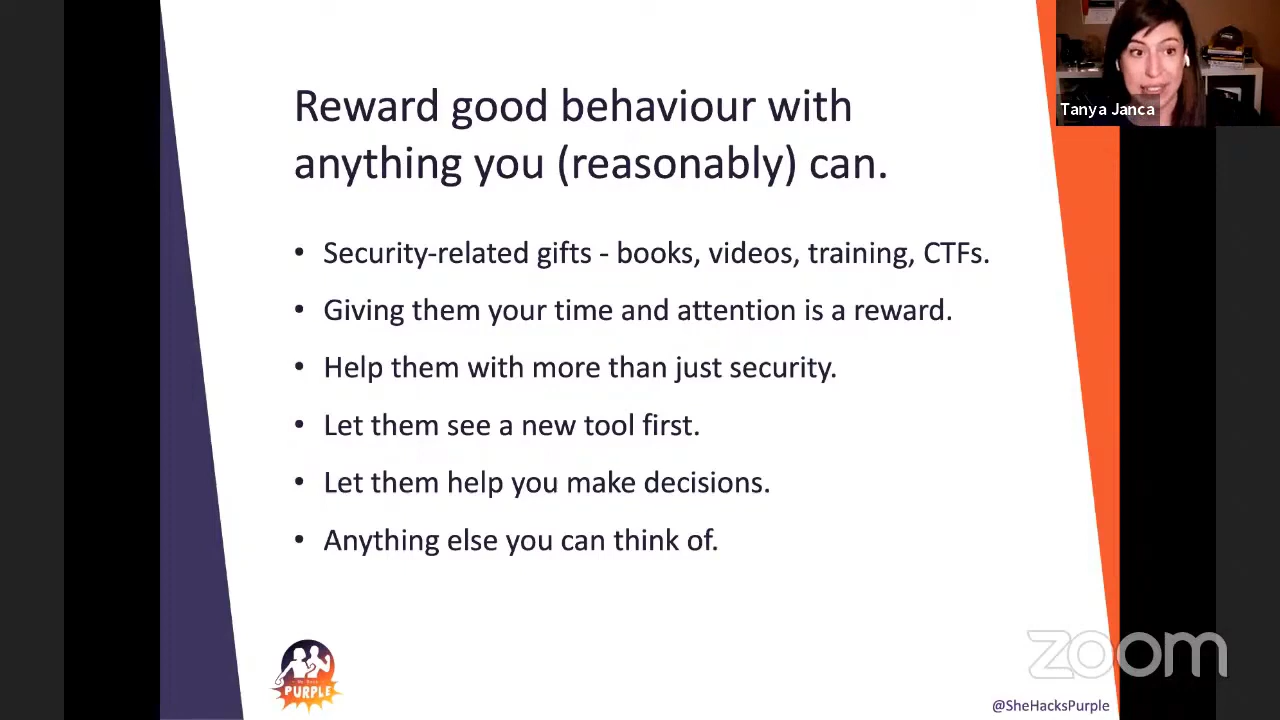 Reward good behaviour with
anything you (reasonably) can.
• Security-related gifts - books, videos, training, CTFs.
• Giving them your time and attention is a reward.
• Help them with more than just security.
• Let them see a new tool first.
• Let them help you make decisions.
• Anything else you can think of.
Tanya Janca
We Hack
PURPLE
zoom
@SheHacksPurple